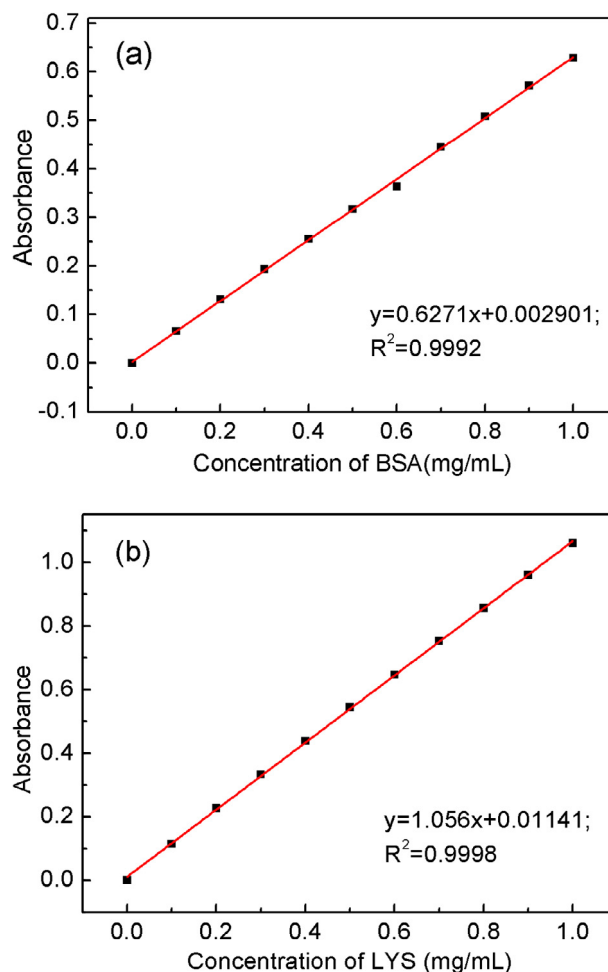 (a)
0.7
0.6
0.5
0.4
0.3
0.2
0.1
0.0
-0.1
Absorbance
y=0.6271x+0.002901;
R²=0.9992
0.0 0.2 0.4 0.6 0.8 1.0
Concentration of BSA(mg/mL)
(b)
1.0
0.8
0.6
0.4
0.2
0.0
Absorbance
y=1.056x+0.01141;
R²=0.9998
0.0 0.2 0.4 0.6 0.8 1.0
Concentration of LYS (mg/mL)